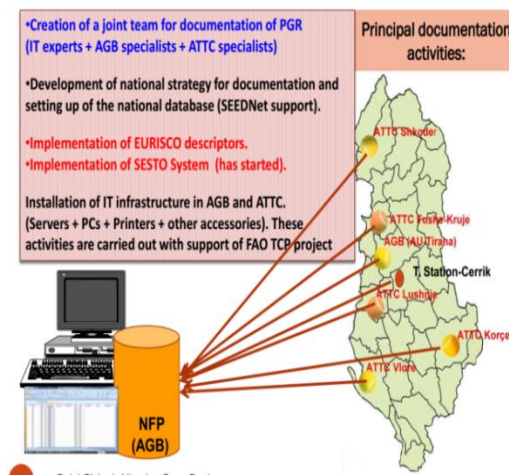 •Creation of a joint team for documentation of PGR
(IT experts + AGB specialists + ATTC specialists)
•Development of national strategy for documentation and
setting up of the national database (SEEDNet support).
•Implementation of EURISCO descriptors.
•Implementation of SESTO System (has started).
Installation of IT infrastructure in AGB and ATTC.
(Servers + PCs + Printers + other accessories). These
activities are carried out with support of FAO TCP project
Principal documentation
activities:
ATTC Shkoder
ATTC Fushe-Kruje
AGB (AU-Tirana)
T. Station-Cerrik
ATTC Lushnje
ATTC Korçe
ATTC Vlore
NFP
(AGB)